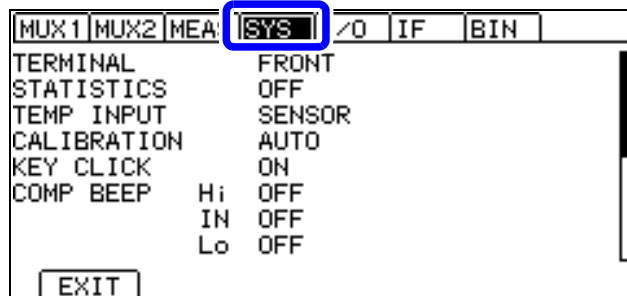 MUX1 MUX2 MEA SYS /O IF BIN
TERMINAL FRONT
STATISTICS OFF
TEMP INPUT SENSOR
CALIBRATION AUTO
KEY CLICK ON
COMP BEEP Hi OFF
IN OFF
Lo OFF
EXIT